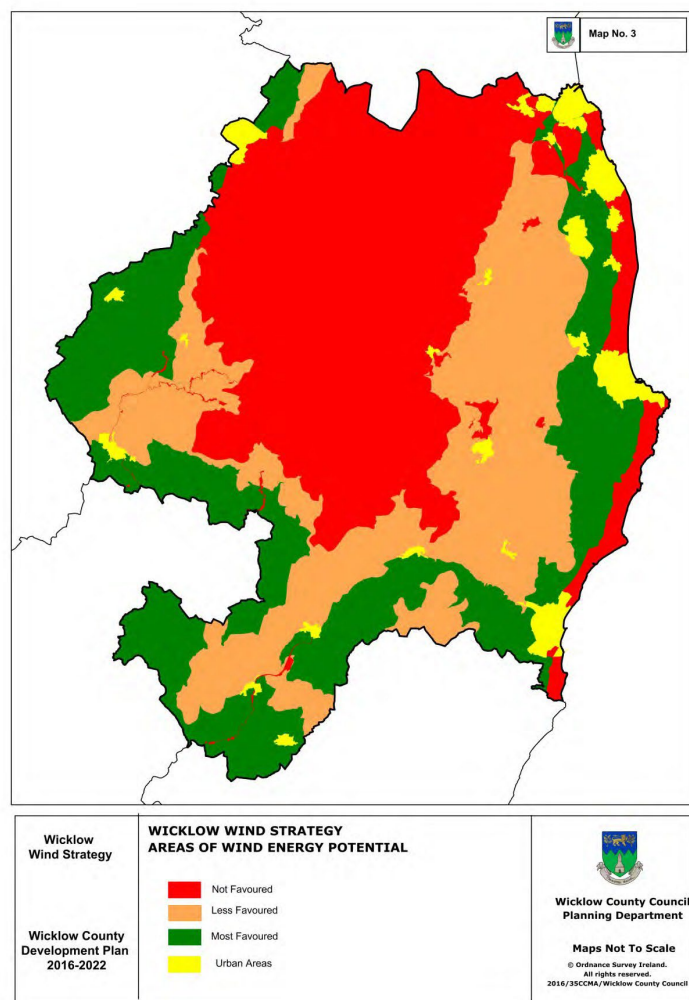 Map No. 3
Wicklow
Wind Strategy
Wicklow County
Development Plan
2016-2022
WICKLOW WIND STRATEGY
AREAS OF WIND ENERGY POTENTIAL
Not Favoured
Less Favoured
Most Favoured
Urban Areas
Wicklow County Council
Planning Department
Maps Not To Scale
© Ordnance Survey Ireland.
All rights reserved.
2016/35CCMA/Wicklow County Council